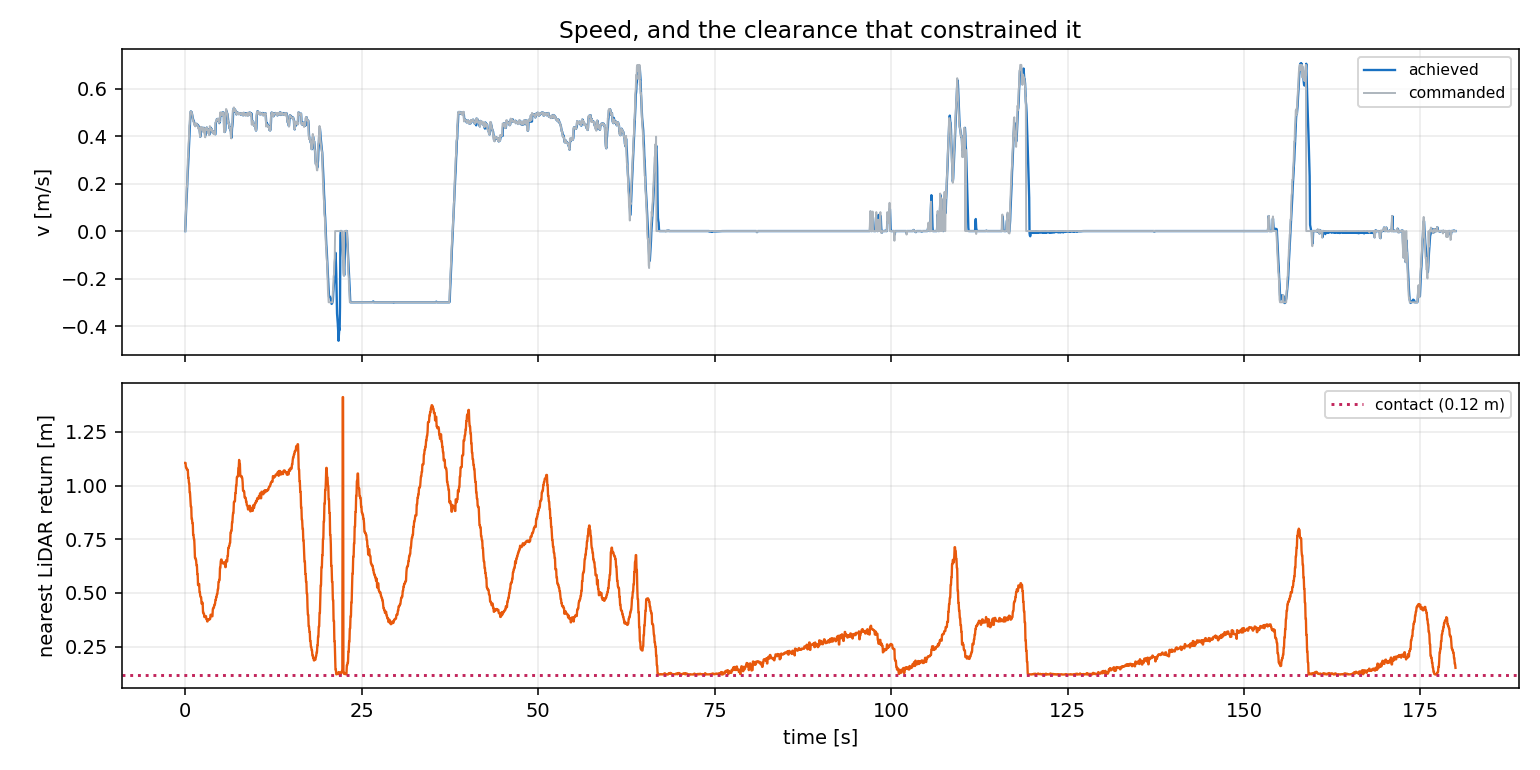 Speed, and the clearance that constrained it
achieved
commanded
v [m/s]
0.6
0.4
0.2
0.0
−0.2
−0.4
contact (0.12 m)
nearest LiDAR return [m]
1.25
1.00
0.75
0.50
0.25
0 25 50 75 100 125 150 175
time [s]